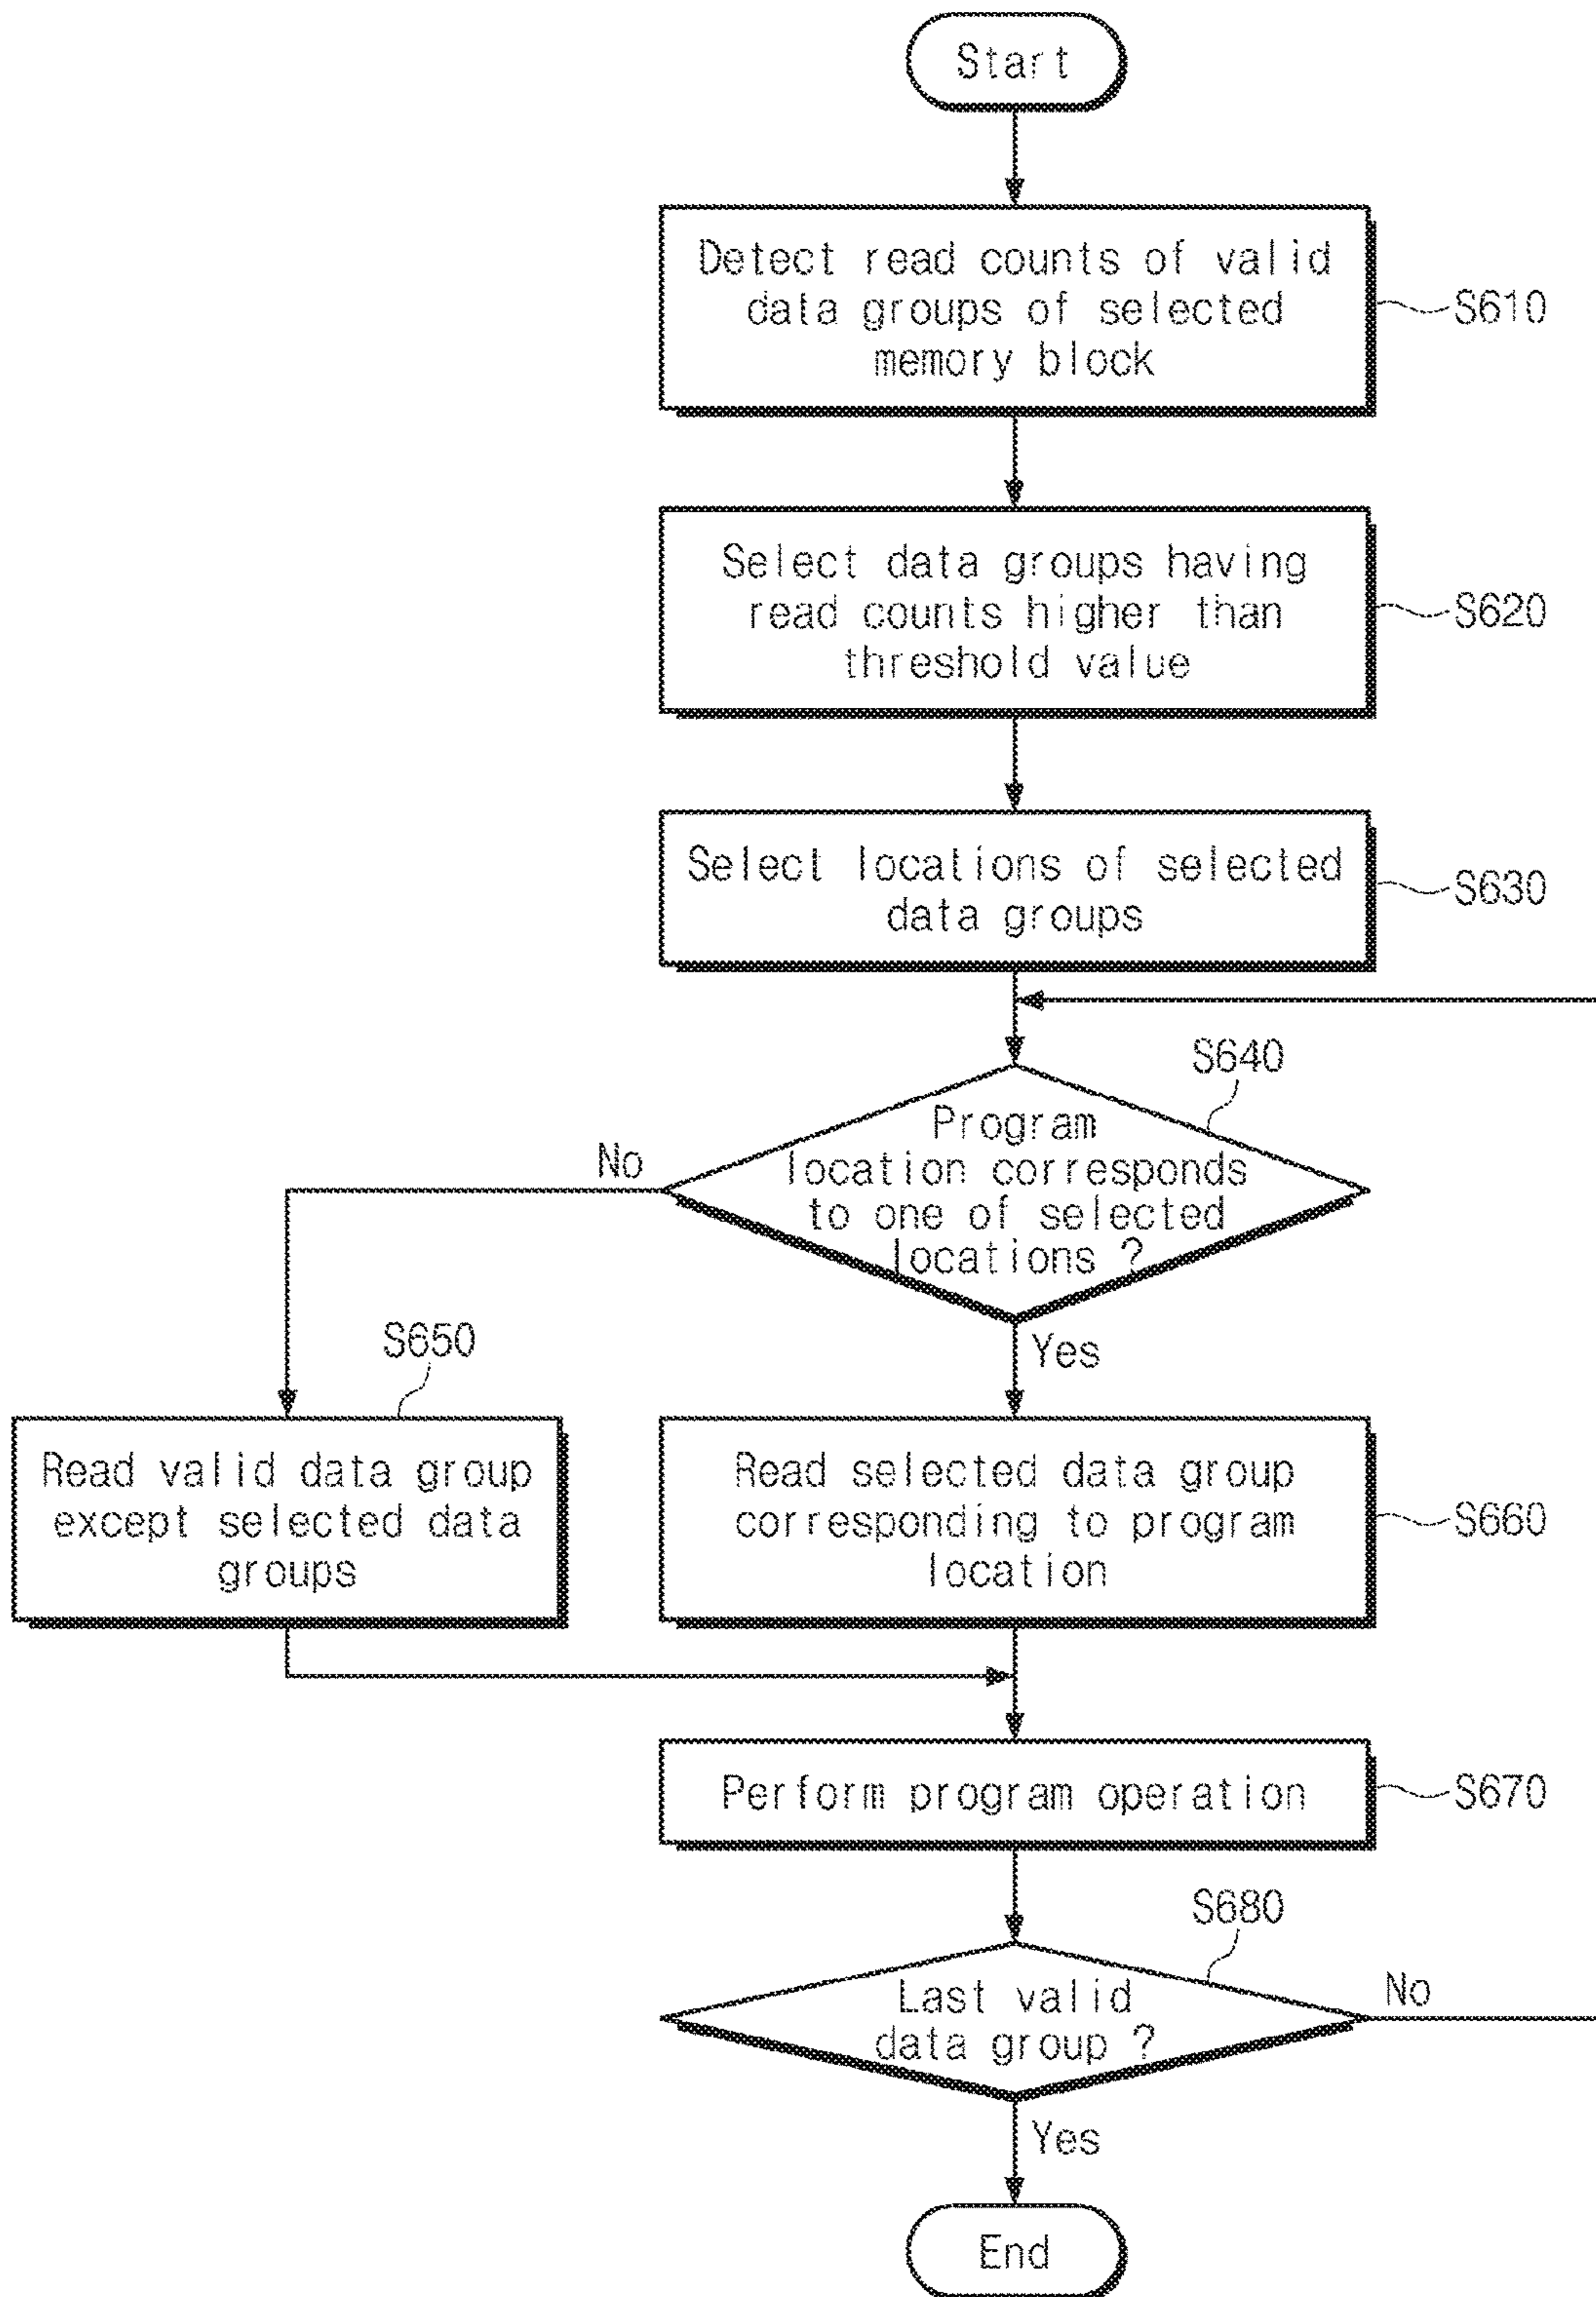 Start
Detect read counts of valid
data groups of selected
memory block
S610
Select data groups having
read counts higher than
threshold value
S620
Select locations of selected
data groups
S630
S640
Program
location corresponds
to one of selected
locations ?
No
Yes
S650
Read valid data group
except selected data
groups
Read selected data group
corresponding to program
location
S660
Perform program operation
S670
S680
Last valid
data group ?
No
Yes
End